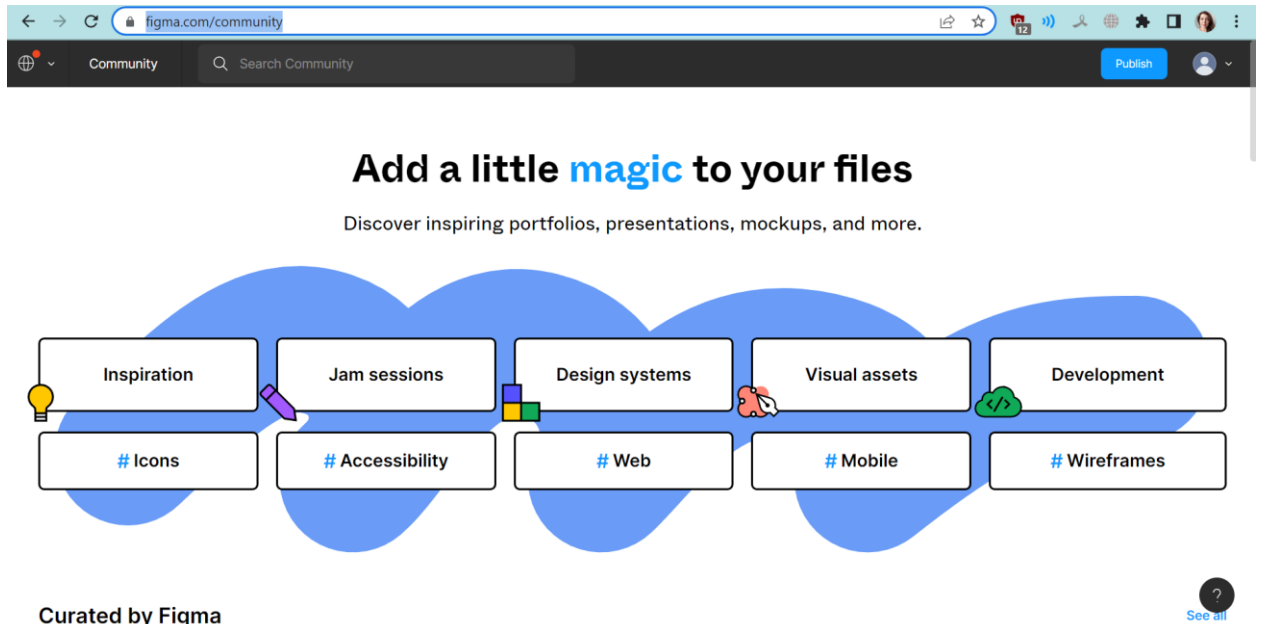 figma.com/community
12
Community
Search Community
Publish
Add a little magic to your files
Discover inspiring portfolios, presentations, mockups, and more.
Inspiration
Jam sessions
Design systems
Visual assets
Development
</>
# Icons
# Accessibility
# Web
# Mobile
# Wireframes
?
Curated by Figma
See all